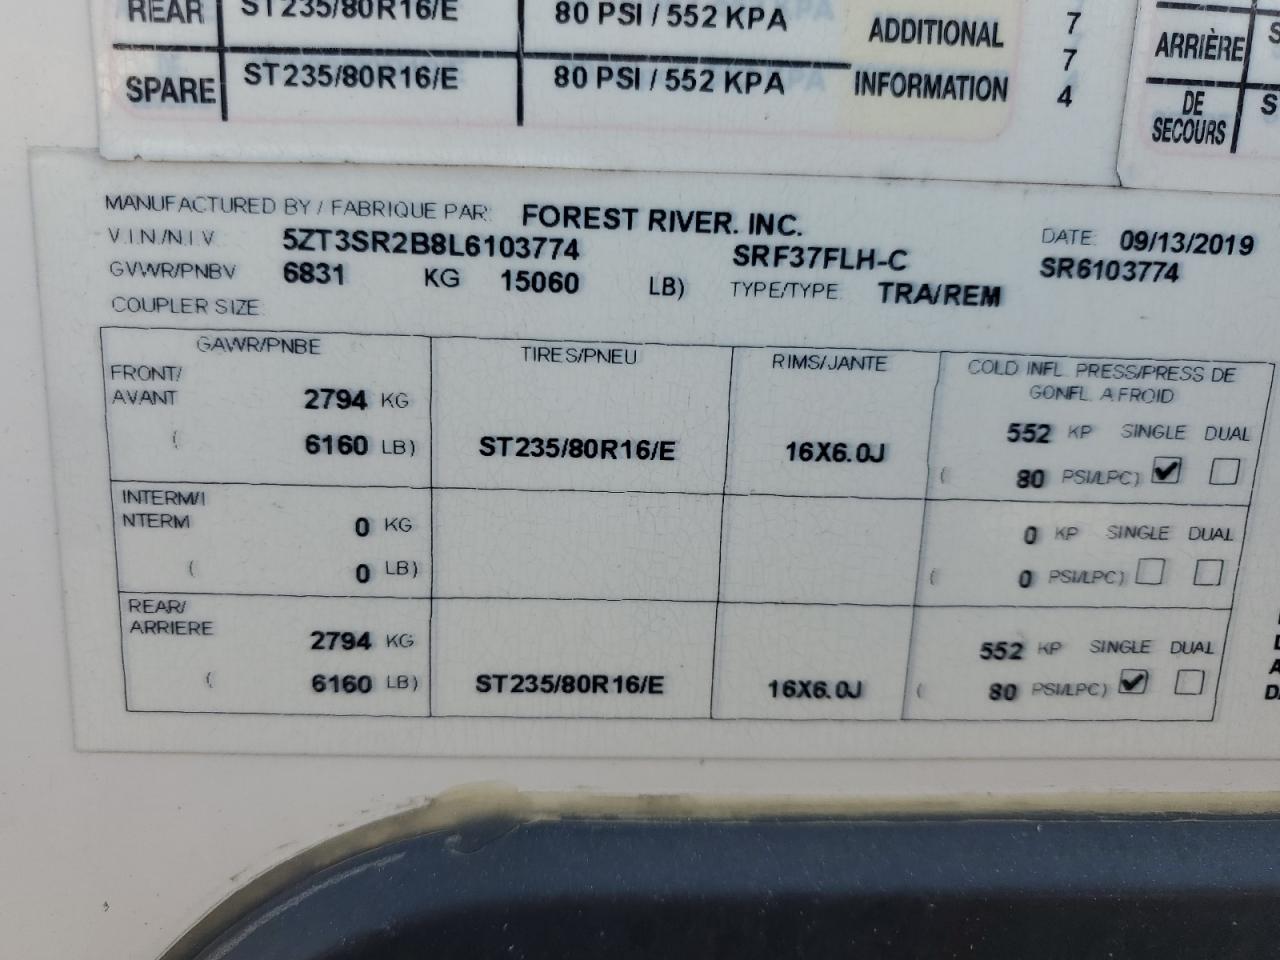 REAR ST235/80R16/E 80 PSI / 552 KPA
SPARE ST235/80R16/E 80 PSI / 552 KPA
ADDITIONAL
INFORMATION
7
7
4
ARRIÈRE S
DE
SECOURS S
MANUFACTURED BY / FABRIQUE PAR: FOREST RIVER. INC.
DATE: 09/13/2019
V.I.N/N.I.V 5ZT3SR2B8L6103774 SRF37FLH-C SR6103774
GVWR/PNBV 6831 KG 15060 LB) TYPE/TYPE: TRA/REM
COUPLER SIZE:
GAWR/PNBE TIRES/PNEU RIMS/JANTE COLD INFL. PRESS/PRESS DE
GONFL. A FROID
FRONT/
AVANT 2794 KG 552 KP SINGLE DUAL
( 6160 LB) ST235/80R16/E 16X6.0J ( 80 PSI/LPC)
INTERM/I
NTERM 0 KG 0 KP SINGLE DUAL
( 0 LB) ( 0 PSI/LPC)
REAR/
ARRIERE 2794 KG 552 KP SINGLE DUAL
( 6160 LB) ST235/80R16/E 16X6.0J ( 80 PSI/LPC)